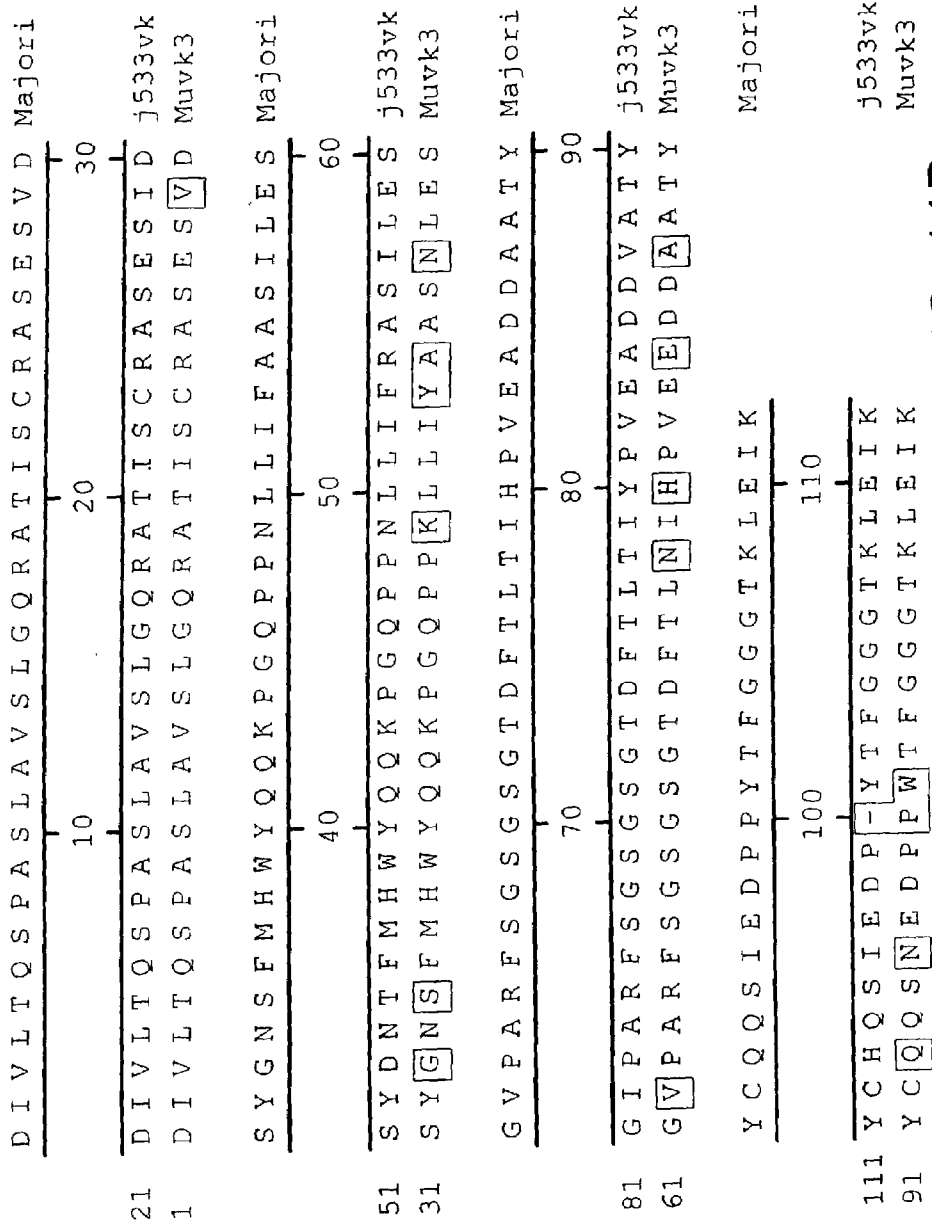 D I V L T Q S P A S L A V S L G Q R A T I S C R A S E S V D Majori
10 20 30
21 D I V L T Q S P A S L A V S L G Q R A T I S C R A S E S I D j533vk
1 D I V L T Q S P A S L A V S L G Q R A T I S C R A S E S V D Muvk3
S Y G N S F M H W Y Q Q K P G Q P P N L L I F A A S I L E S Majori
40 50 60
51 S Y D N T F M H W Y Q Q K P G Q P P N L L I F R A S I L E S j533vk
31 S Y G N S F M H W Y Q Q K P G Q P P K L L I Y A A S N L E S Muvk3
G V P A R F S G S G S G T D F T L T I H P V E A D D A A T Y Majori
70 80 90
81 G I P A R F S G S G S G T D F T L T I Y P V E A D D V A T Y j533vk
61 G V P A R F S G S G S G T D F T L N I H P V E E D D A A T Y Muvk3
Y C Q Q S I E D P P Y T F G G G T K L E I K Majori
100 110
111 Y C H Q S I E D P - Y T F G G G T K L E I K j533vk
91 Y C Q Q S N E D P P W T F G G G T K L E I K Muvk3